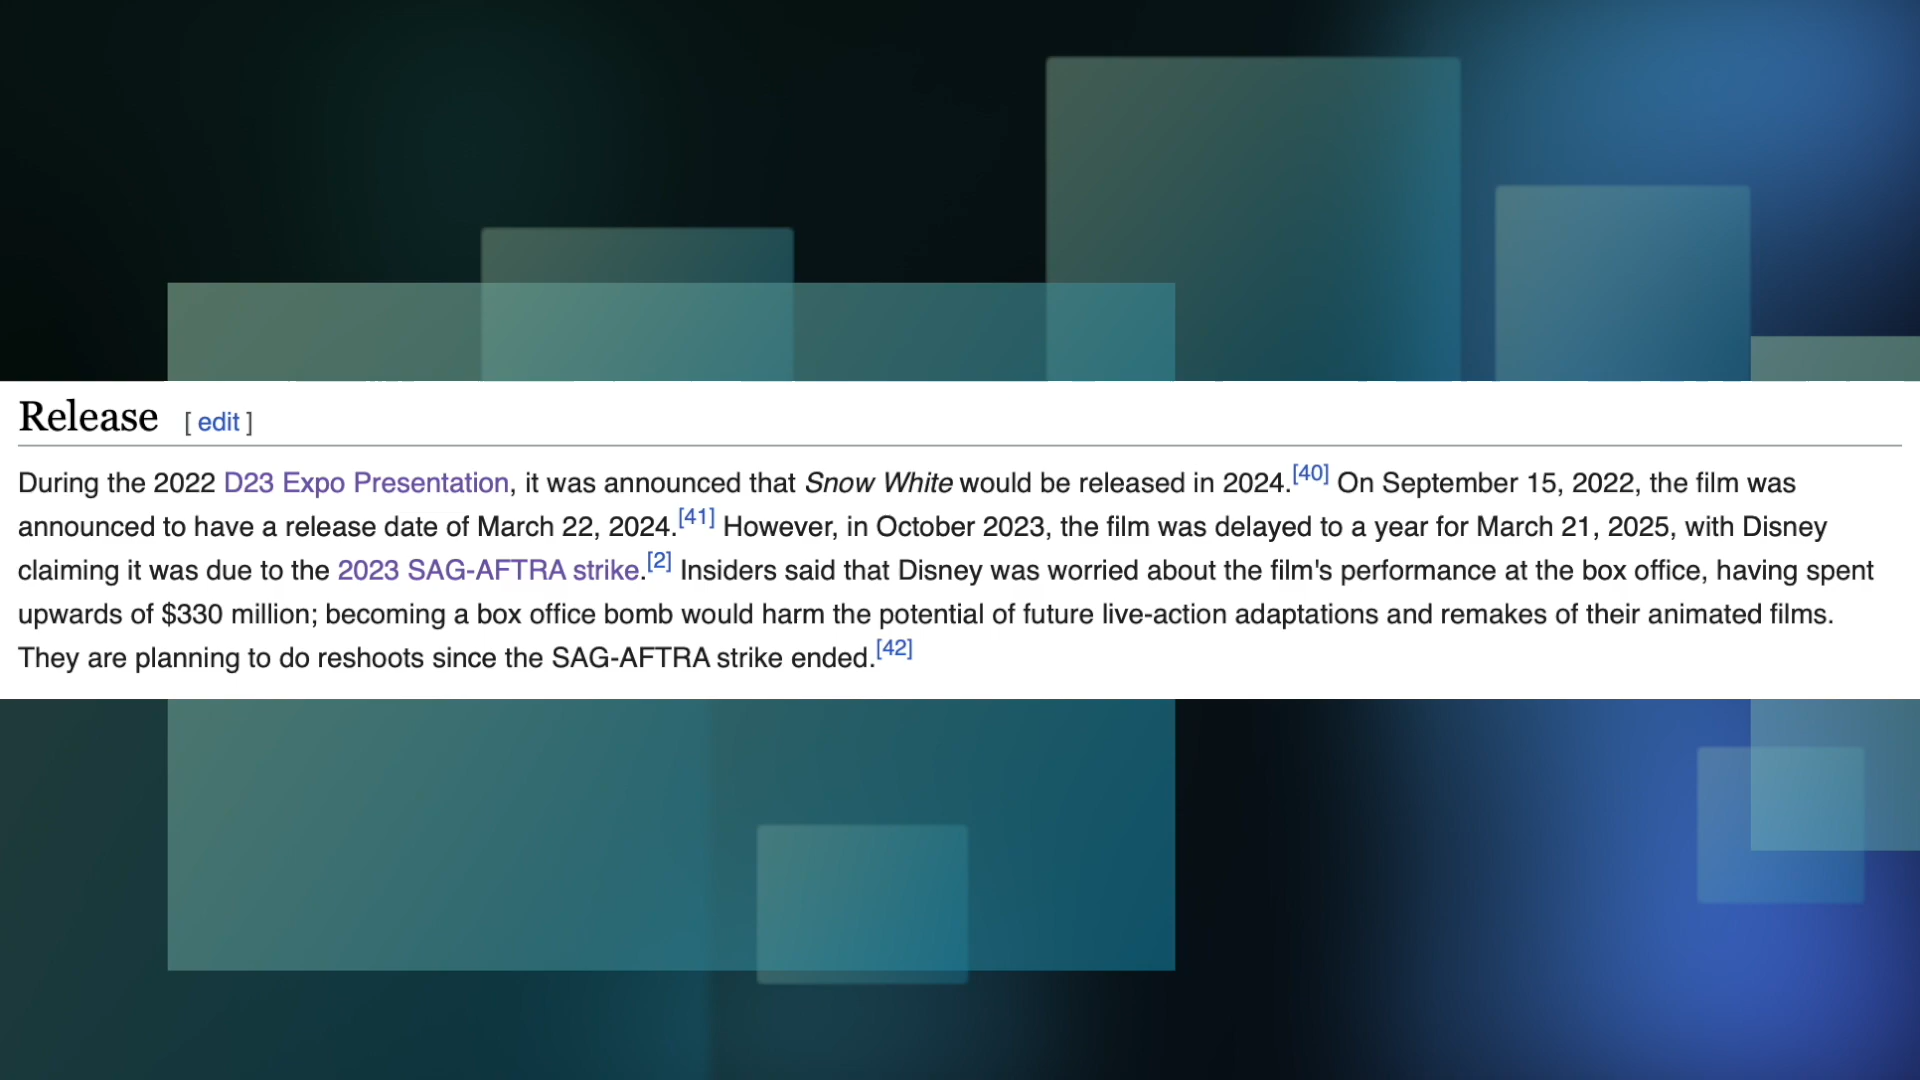 Release [ edit ]
During the 2022 D23 Expo Presentation, it was announced that Snow White would be released in 2024.[40] On September 15, 2022, the film was
announced to have a release date of March 22, 2024.[41] However, in October 2023, the film was delayed to a year for March 21, 2025, with Disney
claiming it was due to the 2023 SAG-AFTRA strike.[2] Insiders said that Disney was worried about the film's performance at the box office, having spent
upwards of $330 million; becoming a box office bomb would harm the potential of future live-action adaptations and remakes of their animated films.
They are planning to do reshoots since the SAG-AFTRA strike ended.[42]